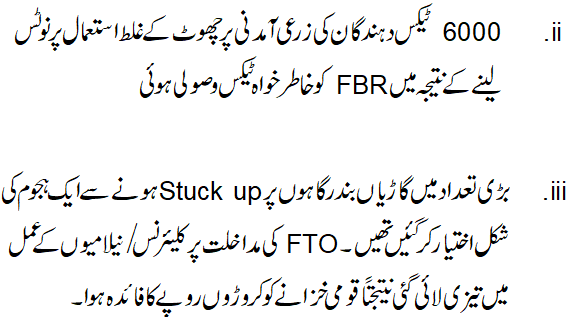 ii. 6000 ٹیکس دہندگان کی زرعی آمدنی پر چھوٹ کے غلط استعمال پر نوٹس
لینے کے نتیجہ میں FBR کو خاطر خواہ ٹیکس وصولی ہوئی
iii. بڑی تعداد میں گاڑیاں بندرگاہوں پر Stuck up ہونے سے ایک ہجوم کی
شکل اختیار کر گئیں تھیں۔ FTO کی مداخلت پر کلیئرنس/نیلامیوں کے عمل
میں تیزی لائی گئی نتیجتاً قومی خزانے کو کروڑوں روپے کا فائدہ ہوا۔